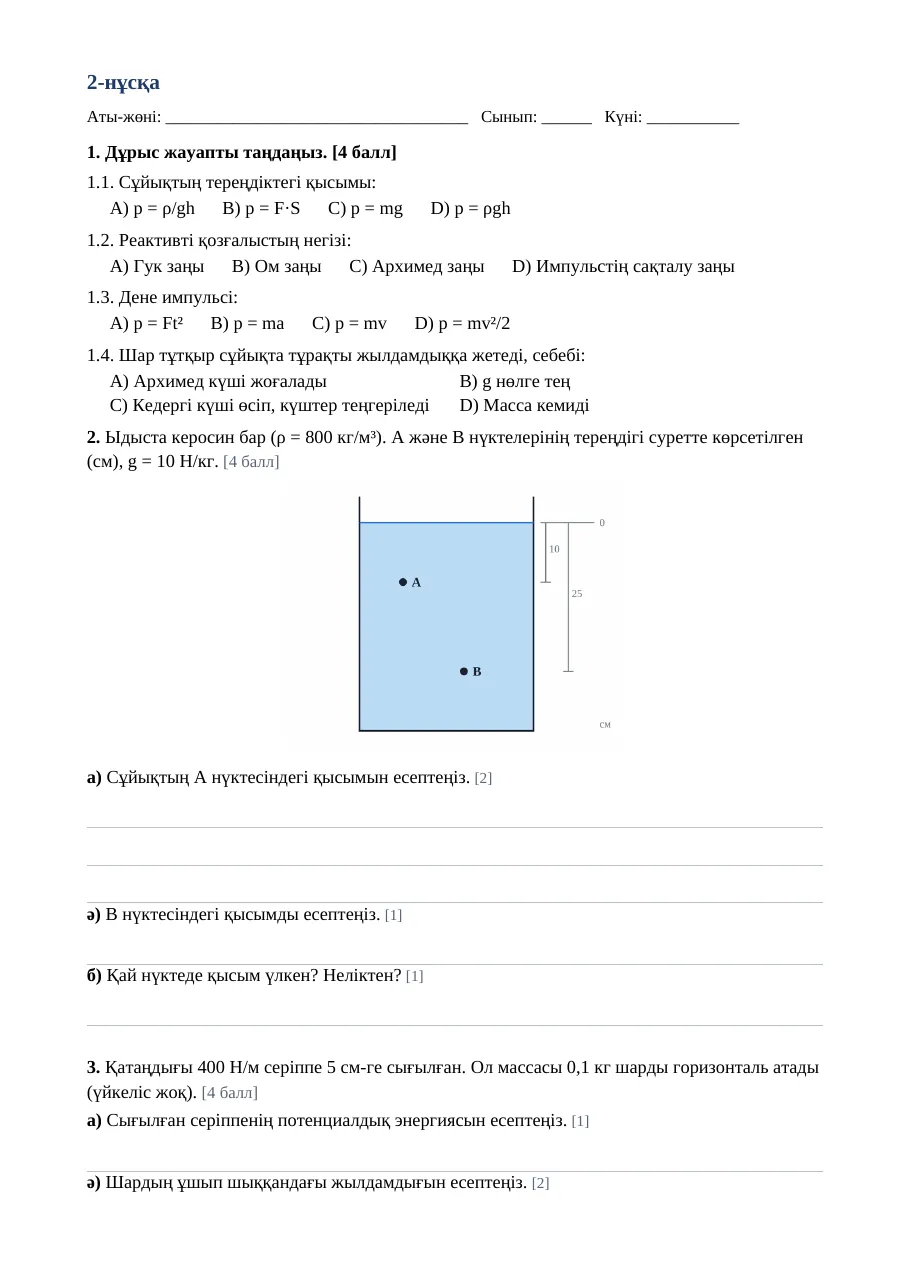 2-нұсқа
Аты-жөні: ____________________________________ Сынып: ______ Күні: ___________
1. Дұрыс жауапты таңдаңыз. [4 балл]
1.1. Сұйықтың тереңдіктегі қысымы:
A) p = ρ/gh B) p = F·S C) p = mg D) p = ρgh
1.2. Реактивті қозғалыстың негізі:
A) Гук заңы B) Ом заңы C) Архимед заңы D) Импульстің сақталу заңы
1.3. Дене импульсі:
A) p = Ft² B) p = ma C) p = mv D) p = mv²/2
1.4. Шар тұтқыр сұйықта тұрақты жылдамдыққа жетеді, себебі:
A) Архимед күші жоғалады B) g нөлге тең
C) Кедергі күші өсіп, күштер теңгеріледі D) Масса кемиді
2. Ыдыста керосин бар (ρ = 800 кг/м³). A және B нүктелерінің тереңдігі суретте көрсетілген
(см), g = 10 Н/кг. [4 балл]
0
10
A
25
B
см
а) Сұйықтың A нүктесіндегі қысымын есептеңіз. [2]
ә) B нүктесіндегі қысымды есептеңіз. [1]
б) Қай нүктеде қысым үлкен? Неліктен? [1]
3. Қатаңдығы 400 Н/м серіппе 5 см-ге сығылған. Ол массасы 0,1 кг шарды горизонталь атады
(үйкеліс жоқ). [4 балл]
а) Сығылған серіппенің потенциалдық энергиясын есептеңіз. [1]
ә) Шардың ұшып шыққандағы жылдамдығын есептеңіз. [2]